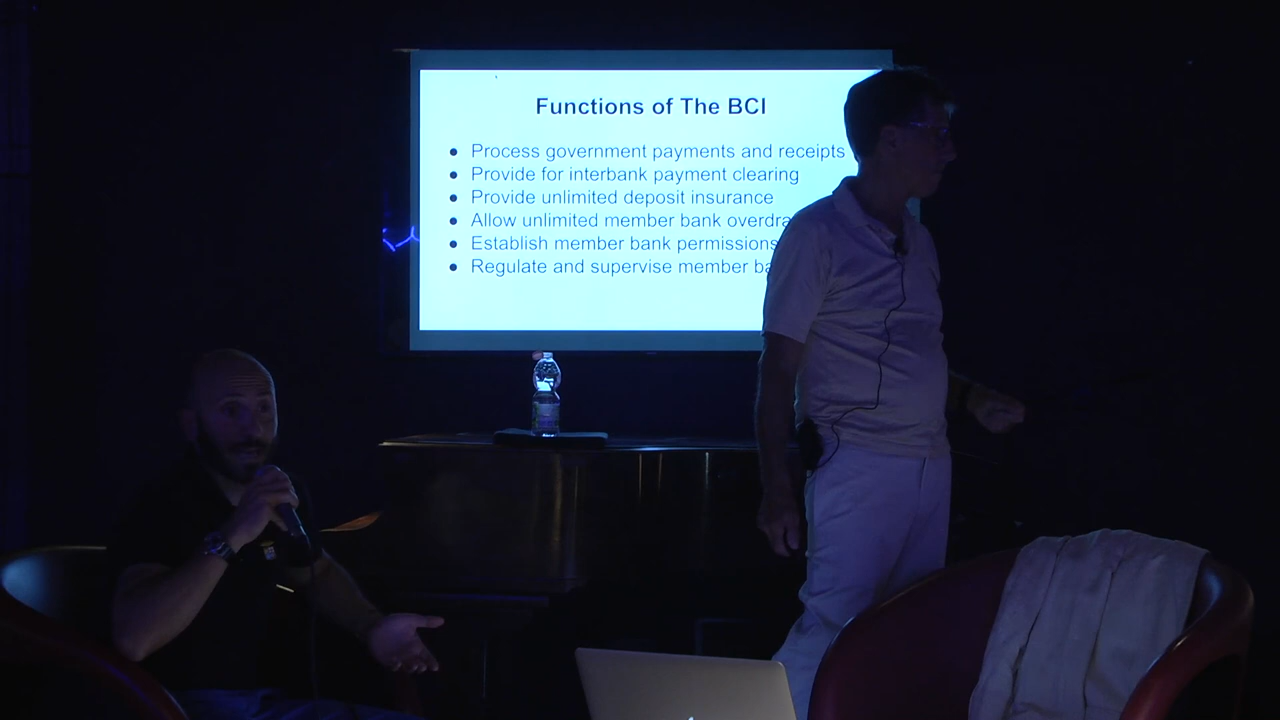 Functions of The BCI
● Process government payments and receipts
● Provide for interbank payment clearing
● Provide unlimited deposit insurance
● Allow unlimited member bank
● Establish member bank permissions
● Regulate and supervise member